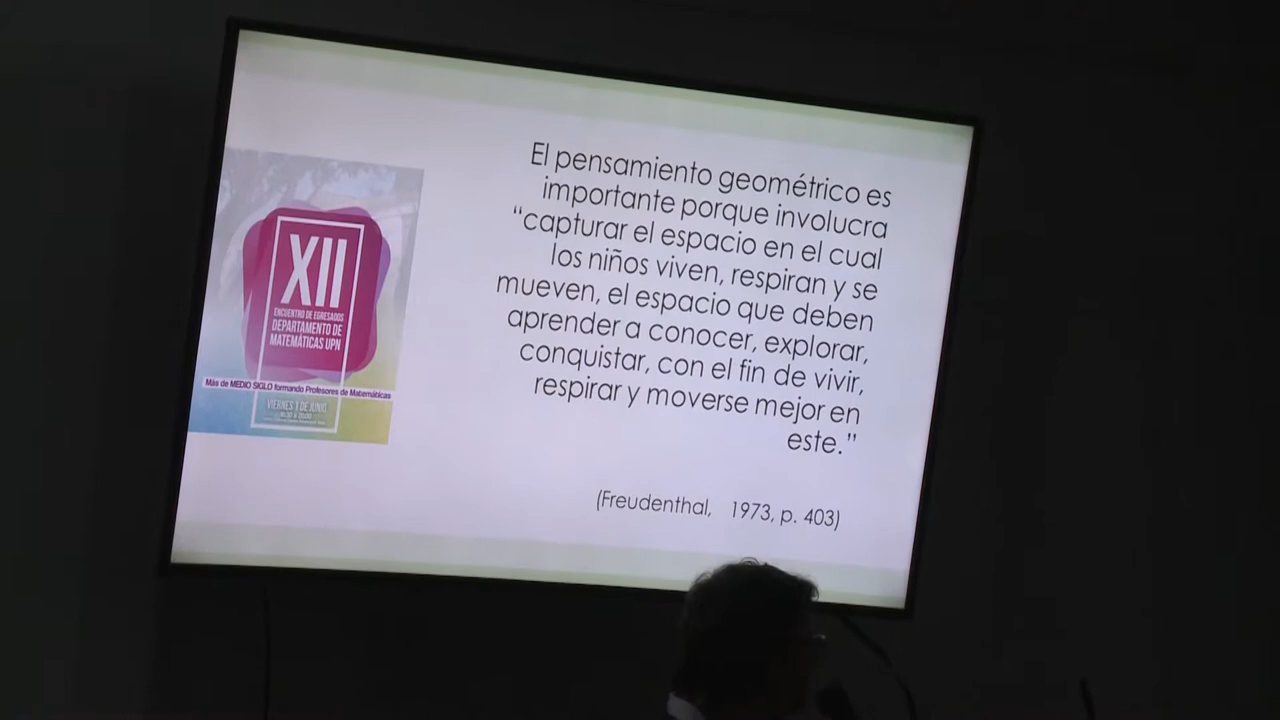 El pensamiento geométrico es
importante porque involucra
“capturar el espacio en el cual
los niños viven, respiran y se
mueven, el espacio que deben
aprender a conocer, explorar,
conquistar, con el fin de vivir,
respirar y moverse mejor en
este.”
(Freudenthal, 1973, p. 403)
XII
ENCUENTRO DE EGRESADOS
DEPARTAMENTO DE
MATEMÁTICAS UPN
Más de MEDIO SIGLO formando Profesores de Matemáticas
VIERNES 1 DE JUNIO